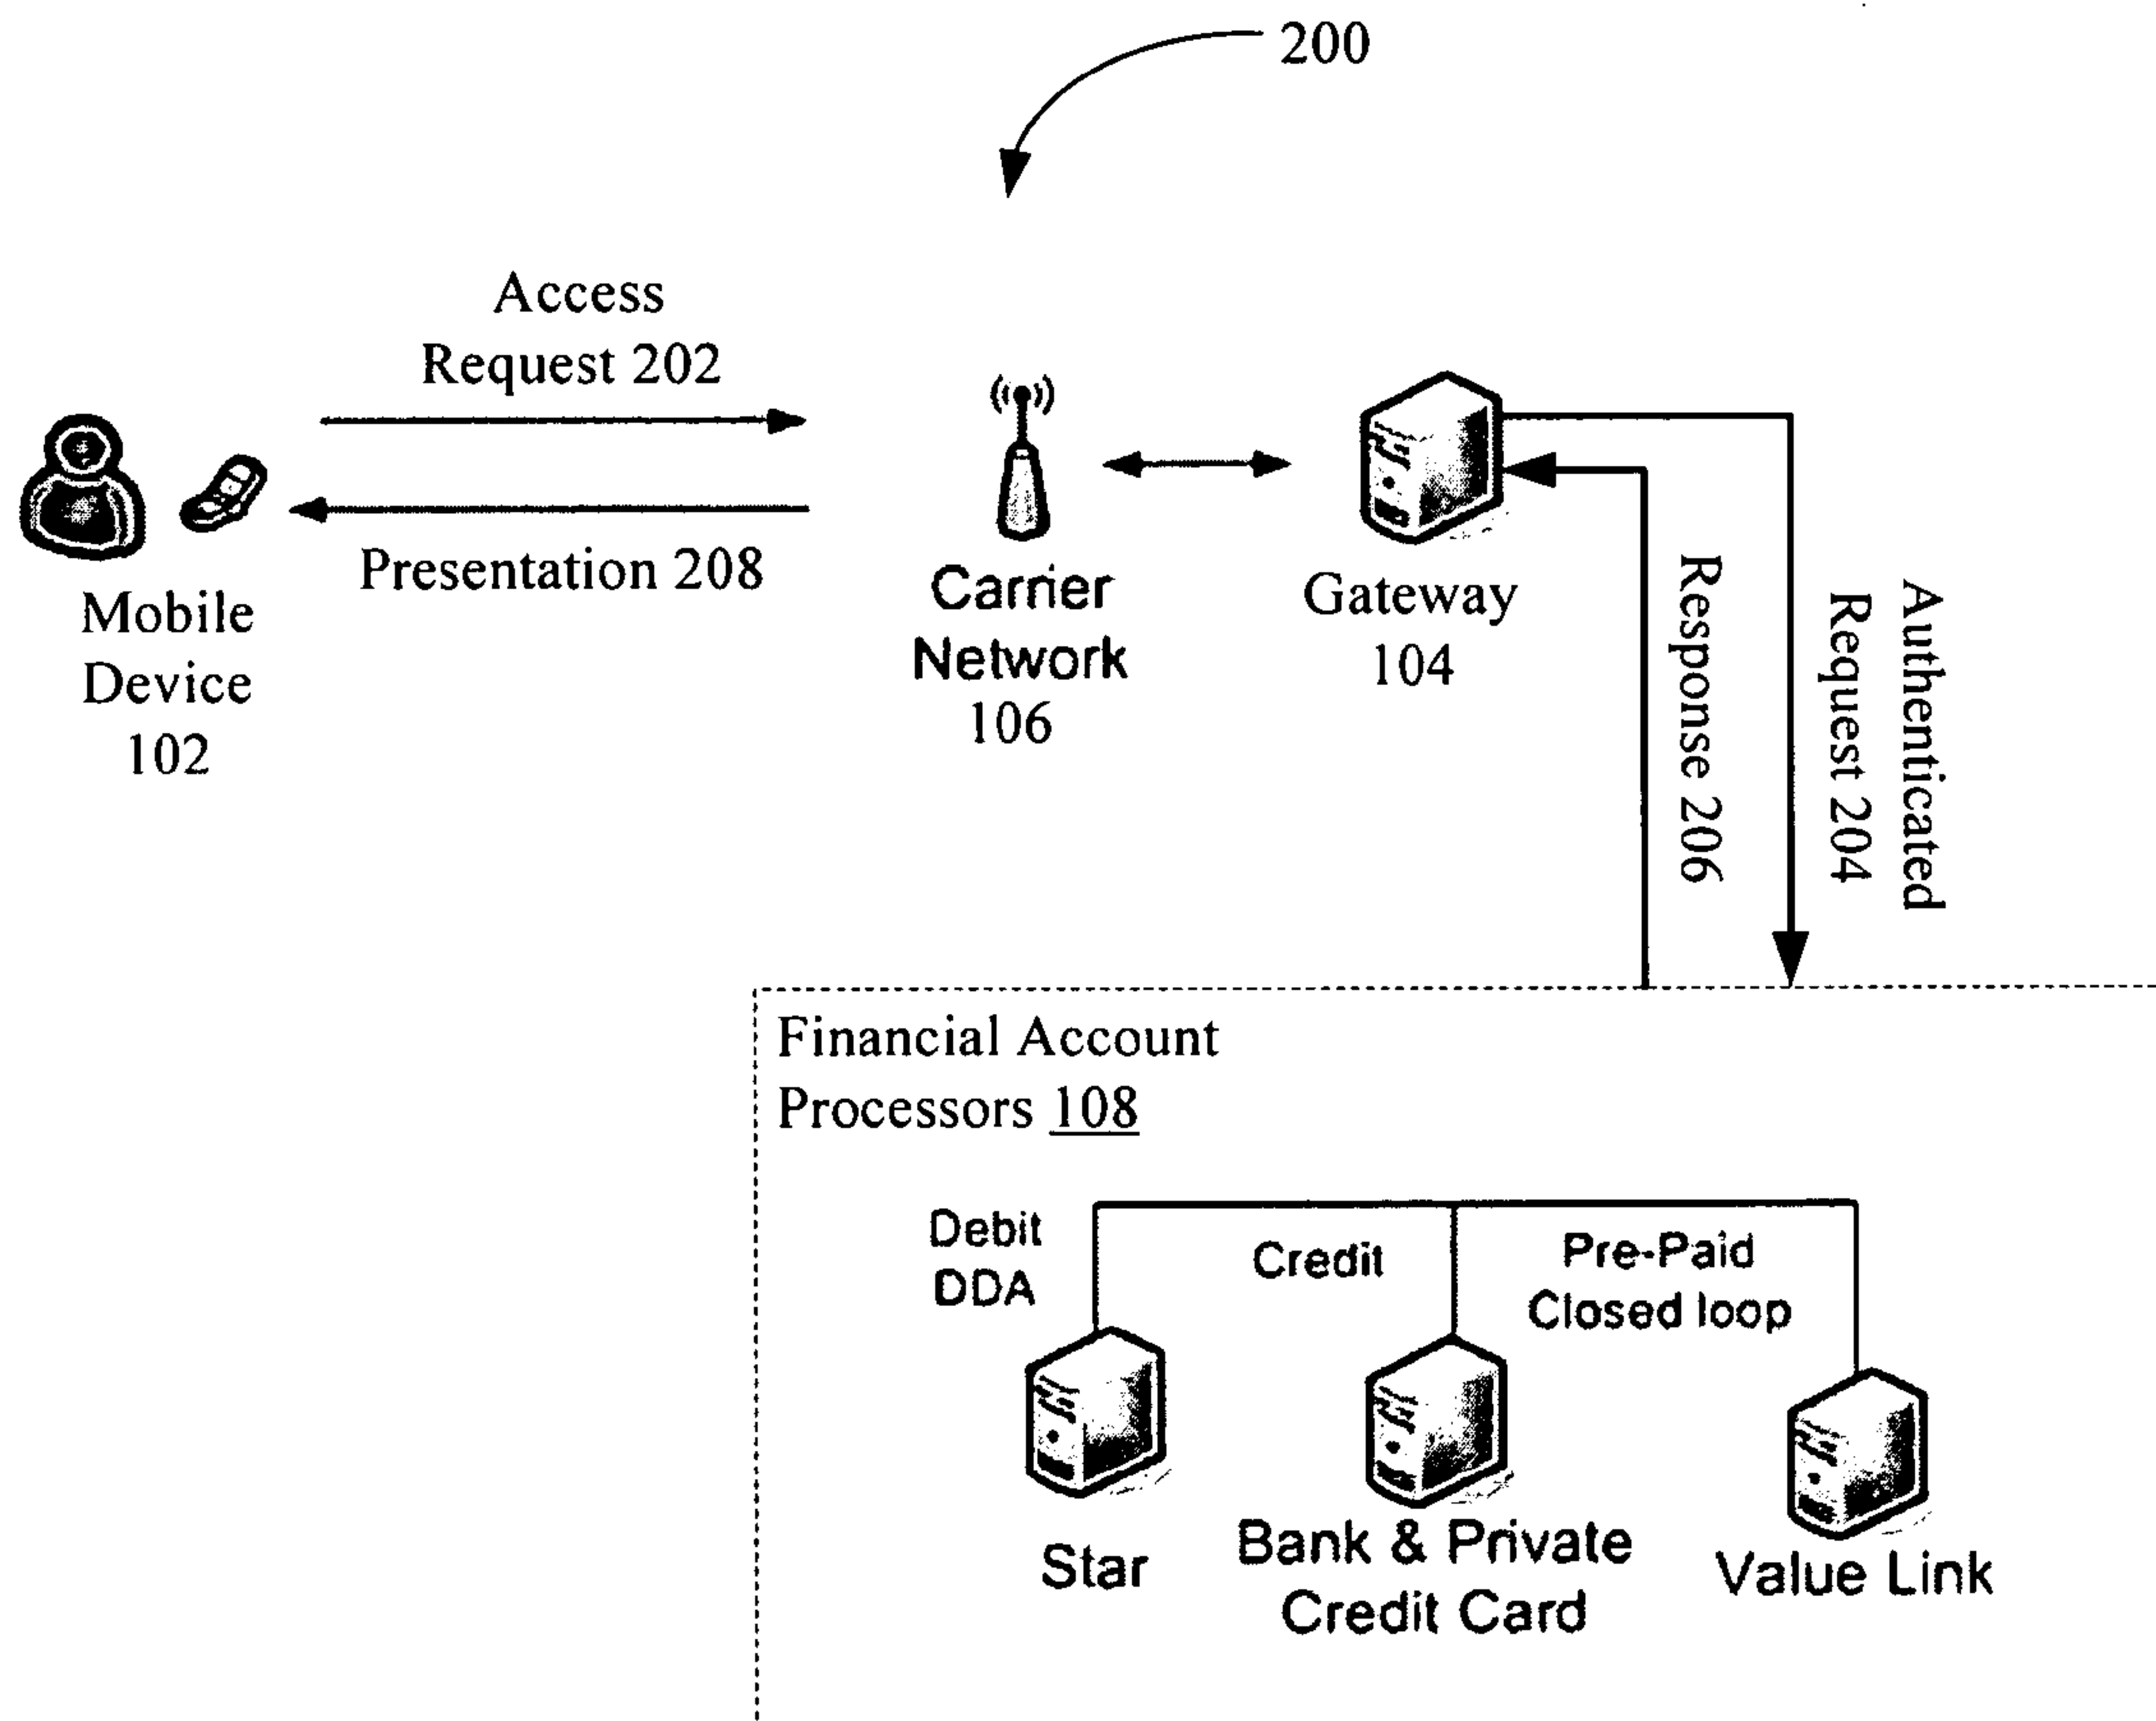 200
Access
Request 202
Presentation 208
Mobile
Device
102
Carrier
Network
106
Gateway
104
Response 206
Authenticated
Request 204
Financial Account
Processors 108
Debit
DDA
Credit
Pre-Paid
Closed loop
Star
Bank & Private
Credit Card
Value Link